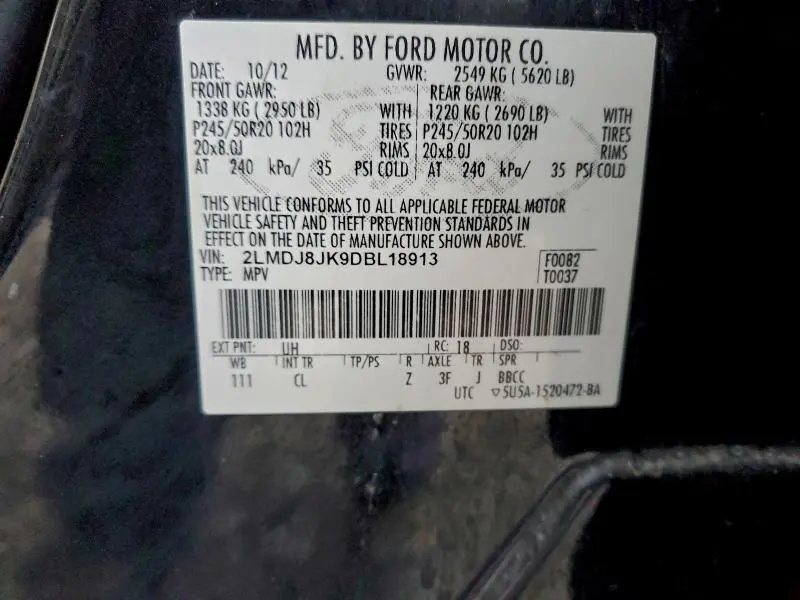 MFD. BY FORD MOTOR CO.
DATE: 10/12 GVWR: 2549 KG ( 5620 LB)
FRONT GAWR: REAR GAWR:
1338 KG ( 2950 LB) WITH 1220 KG ( 2690 LB) WITH
P245/50R20 102H TIRES P245/50R20 102H TIRES
20x8.0J RIMS 20x8.0J RIMS
AT 240 kPa/ 35 PSI COLD AT 240 kPa/ 35 PSI COLD
THIS VEHICLE CONFORMS TO ALL APPLICABLE FEDERAL MOTOR
VEHICLE SAFETY AND THEFT PREVENTION STANDARDS IN
EFFECT ON THE DATE OF MANUFACTURE SHOWN ABOVE.
VIN: 2LMDJ8JK9DBL18913 F0082
TYPE: MPV T0037
EXT PNT: UH RC: 18 DSO:
WB INT TR TP/PS R AXLE TR SPR
111 CL Z 3F J BBCC
UTC ▽5U5A-1520472-BA